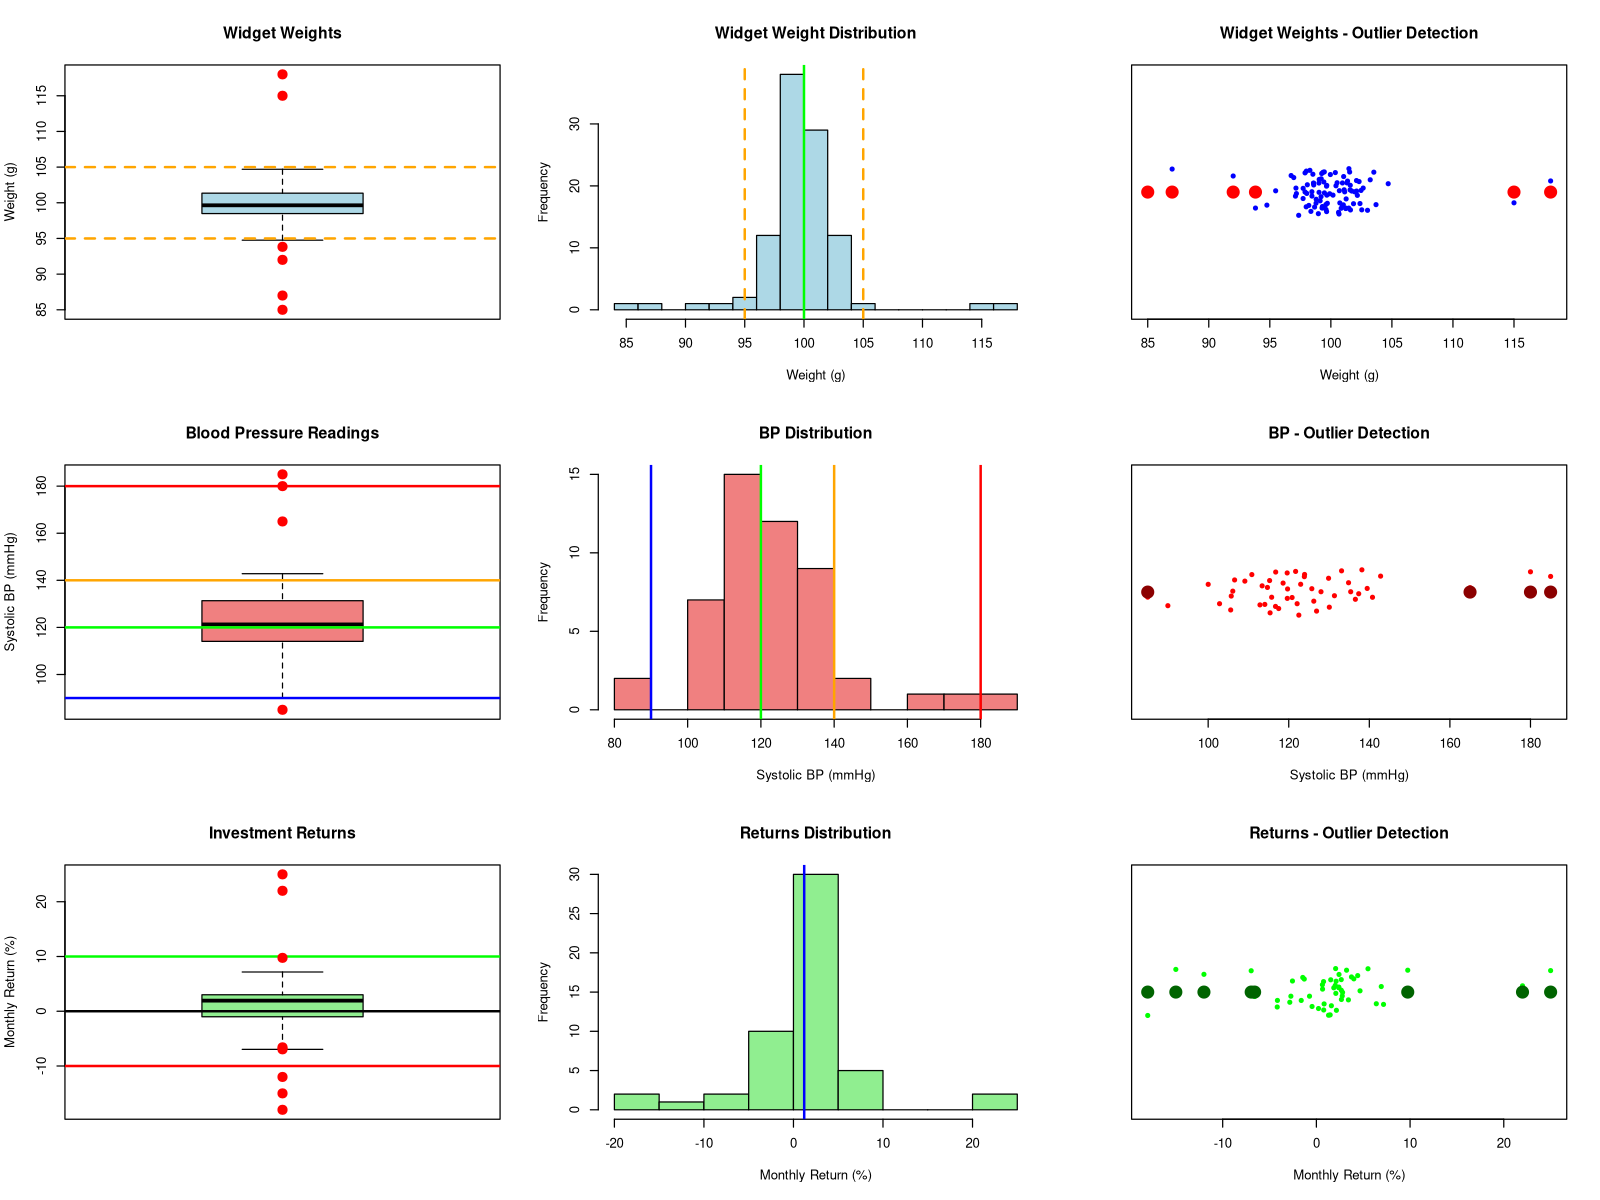 Widget Weights
Weight (g)
85 90 95 100 105 110 115
Widget Weight Distribution
Frequency
0 10 20 30
85 90 95 100 105 110 115
Weight (g)
Widget Weights - Outlier Detection
85 90 95 100 105 110 115
Weight (g)
Blood Pressure Readings
Systolic BP (mmHg)
100 120 140 160 180
BP Distribution
Frequency
0 5 10 15
80 100 120 140 160 180
Systolic BP (mmHg)
BP - Outlier Detection
100 120 140 160 180
Systolic BP (mmHg)
Investment Returns
Monthly Return (%)
-10 0 10 20
Returns Distribution
Frequency
0 5 10 15 20 25 30
-20 -10 0 10 20
Monthly Return (%)
Returns - Outlier Detection
-10 0 10 20
Monthly Return (%)